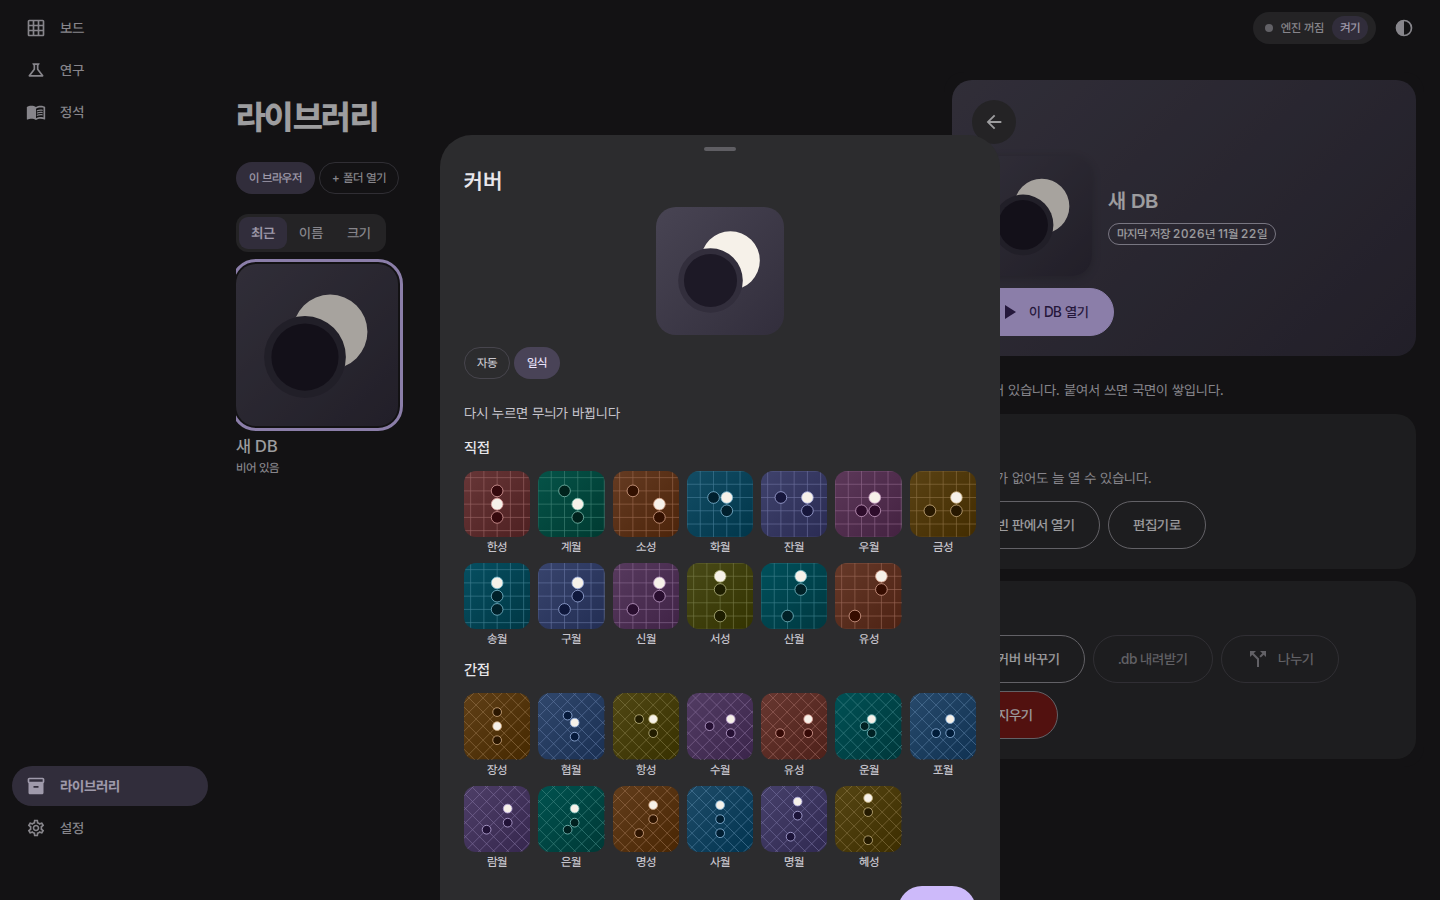 보드
연구
정석
라이브러리
설정
엔진 꺼짐
켜기
라이브러리
이 브라우저
+ 폴더 열기
최근
이름
크기
새 DB
비어 있음
커버
자동
일식
다시 누르면 무늬가 바뀝니다
직접
한성
계월
소성
화월
잔월
우월
금성
송월
구월
신월
서성
산월
유성
간접
장성
협월
항성
수월
유성
운월
포월
람월
은월
명성
사월
명월
혜성
새 DB
마지막 저장 2026년 11월 22일
이 DB 열기
있습니다. 붙여서 쓰면 국면이 쌓입니다.
가 없어도 늘 열 수 있습니다.
빈 판에서 열기
편집기로
커버 바꾸기
.db 내려받기
나누기
지우기